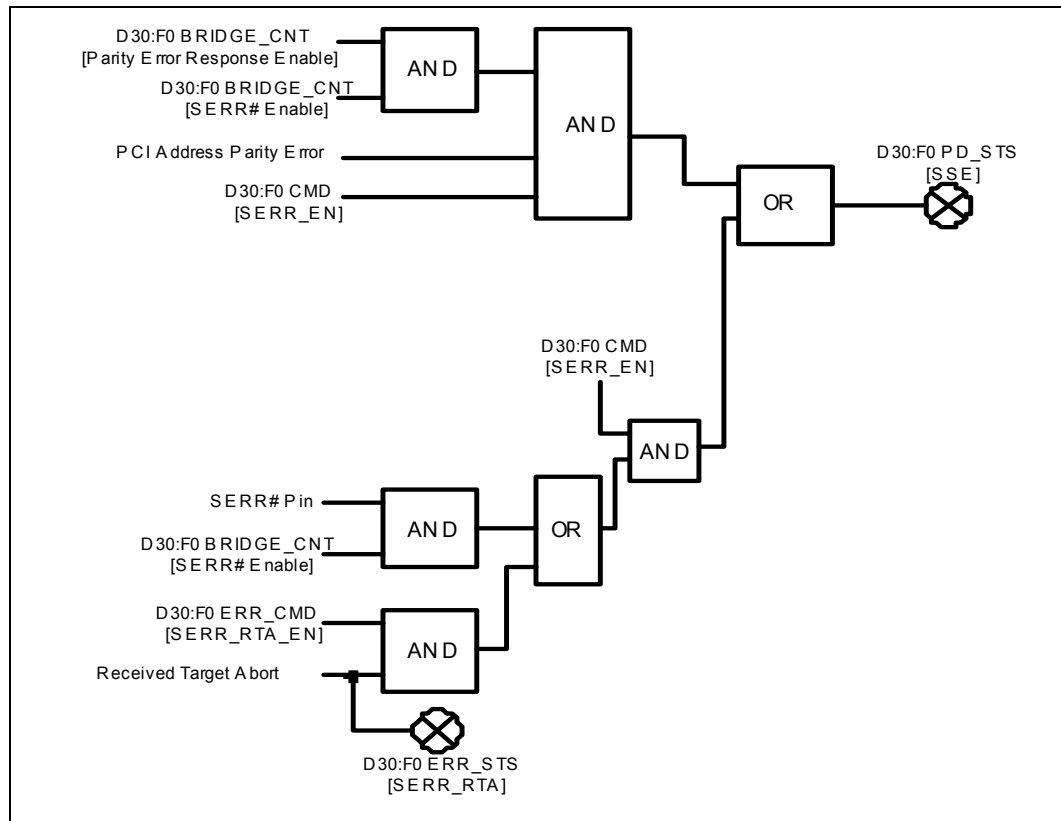 D30:F0 BRIDGE_CNT
[Parity Error Response Enable]
AND
D30:F0 BRIDGE_CNT
[SERR# Enable]
AND
PCI Address Parity Error
D30:F0 CMD
[SERR_EN]
OR
D30:F0 PD_STS
[SSE]
D30:F0 CMD
[SERR_EN]
AND
SERR# Pin
AND
OR
D30:F0 BRIDGE_CNT
[SERR# Enable]
D30:F0 ERR_CMD
[SERR_RTA_EN]
AND
Received Target Abort
D30:F0 ERR_STS
[SERR_RTA]